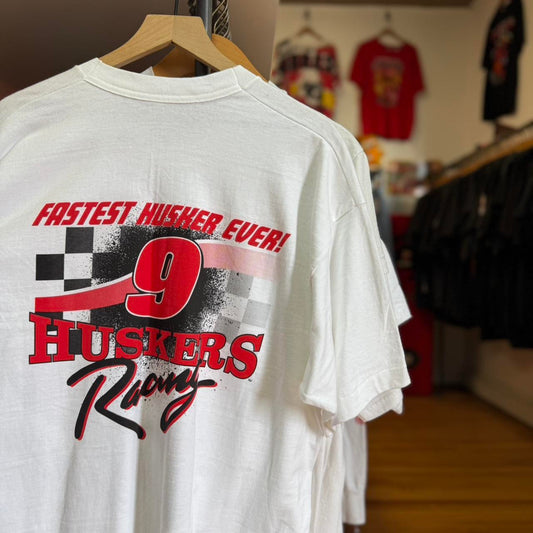 FASTEST HUSKER EVER!
9
HUSKERS
Racing